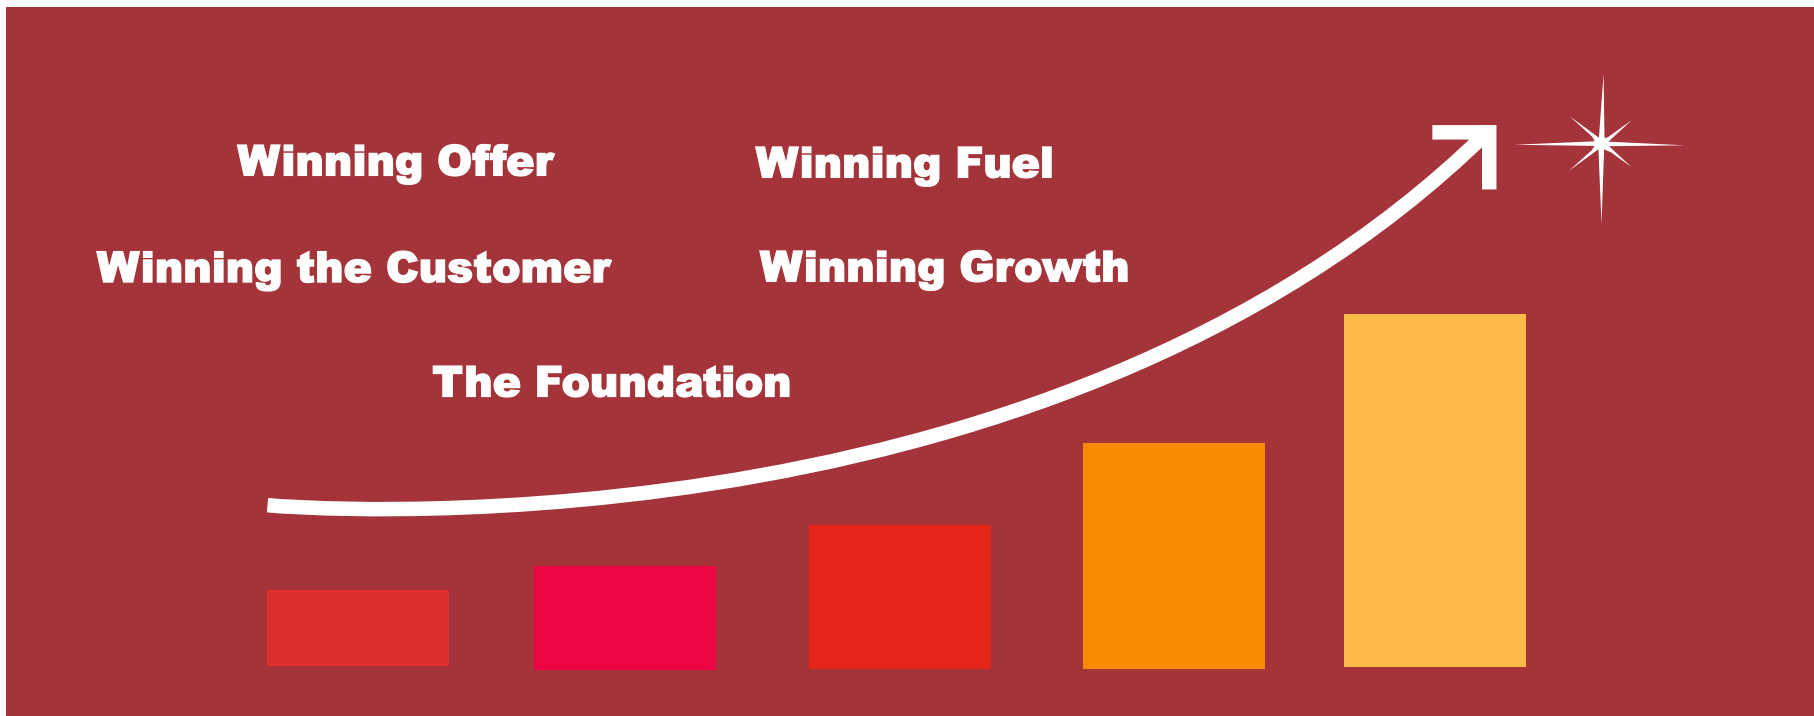 Winning Offer
Winning Fuel
Winning the Customer
Winning Growth
The Foundation